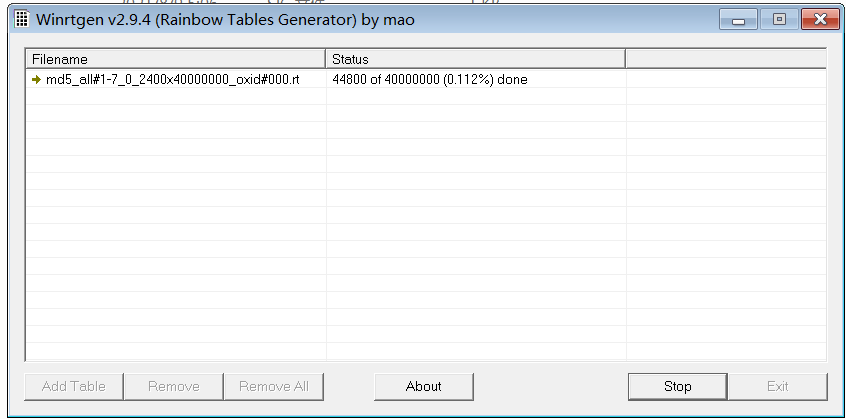 Winrtgen v2.9.4 (Rainbow Tables Generator) by mao
Filename Status
md5_all#1-7_0_2400x40000000_oxid#000.rt 44800 of 40000000 (0.112%) done
Add Table Remove Remove All About Stop Exit